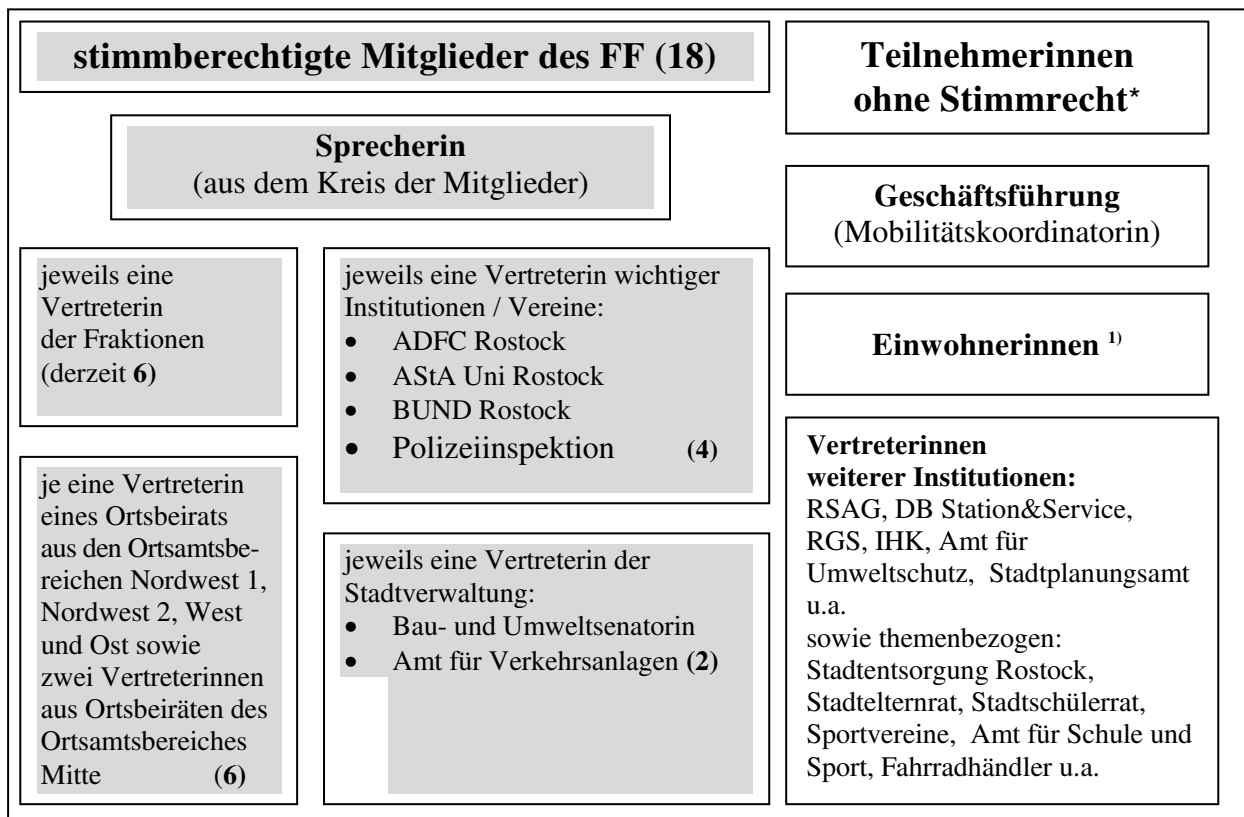 stimmberechtigte Mitglieder des FF (18)
Sprecherin
(aus dem Kreis der Mitglieder)
jeweils eine
Vertreterin
der Fraktionen
(derzeit 6)
je eine Vertreterin
eines Ortsbeirats
aus den Ortsamtsbe-
reichen Nordwest 1,
Nordwest 2, West
und Ost sowie
zwei Vertreterinnen
aus Ortsbeiräten des
Ortsamtsbereiches
Mitte (6)
jeweils eine Vertreterin wichtiger
Institutionen / Vereine:
• ADFC Rostock
• AStA Uni Rostock
• BUND Rostock
• Polizeiinspektion (4)
jeweils eine Vertreterin der
Stadtverwaltung:
• Bau- und Umweltsenatorin
• Amt für Verkehrsanlagen (2)
Teilnehmerinnen
ohne Stimmrecht*
Geschäftsführung
(Mobilitätskoordinatorin)
Einwohnerinnen 1)
Vertreterinnen
weiterer Institutionen:
RSAG, DB Station&Service,
RGS, IHK, Amt für
Umweltschutz, Stadtplanungsamt
u.a.
sowie themenbezogen:
Stadtentsorgung Rostock,
Stadtelternrat, Stadtschülerrat,
Sportvereine, Amt für Schule und
Sport, Fahrradhändler u.a.